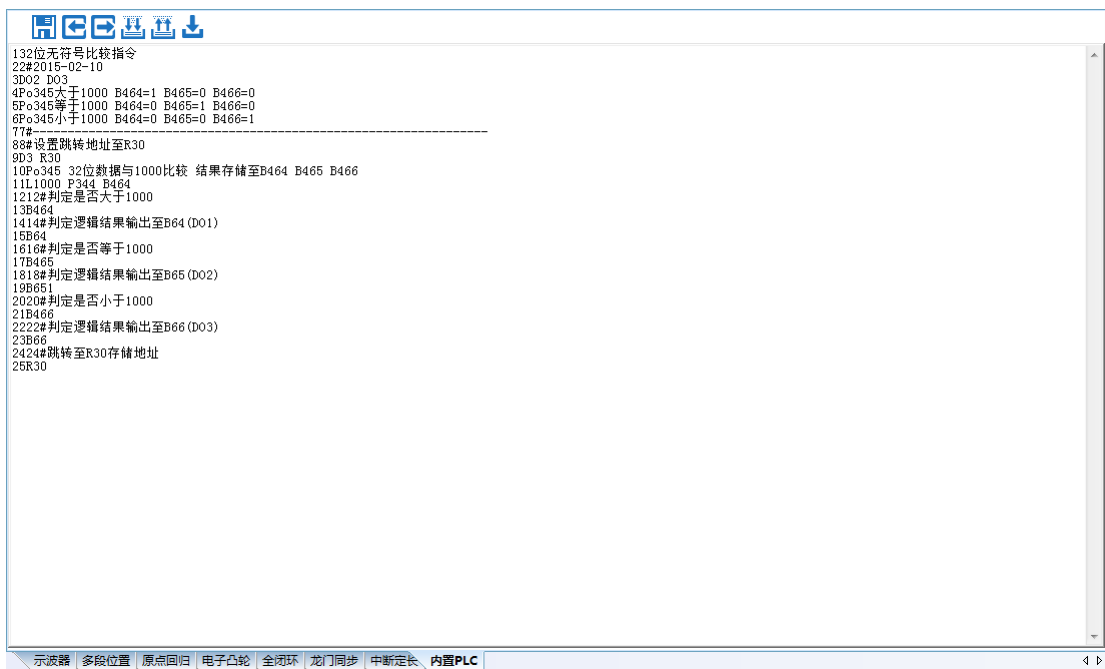 132位无符号比较指令
22#2015-02-10
3DO2 DO3
4Po345大于1000 B464=1 B465=0 B466=0
5Po345等于1000 B464=0 B465=1 B466=0
6Po345小于1000 B464=0 B465=0 B466=1
77#-----------------------------------------------------------------
88#设置跳转地址至R30
9D3 R30
10Po345 32位数据与1000比较 结果存储至B464 B465 B466
11L1000 P344 B464
1212#判定是否大于1000
13B464
1414#判定逻辑结果输出至B64(DO1)
15B64
1616#判定是否等于1000
17B465
1818#判定逻辑结果输出至B65(DO2)
19B651
2020#判定是否小于1000
21B466
2222#判定逻辑结果输出至B66(DO3)
23B66
2424#跳转至R30存储地址
25R30
示波器 多段位置 原点回归 电子凸轮 全闭环 龙门同步 中断定长 内置PLC